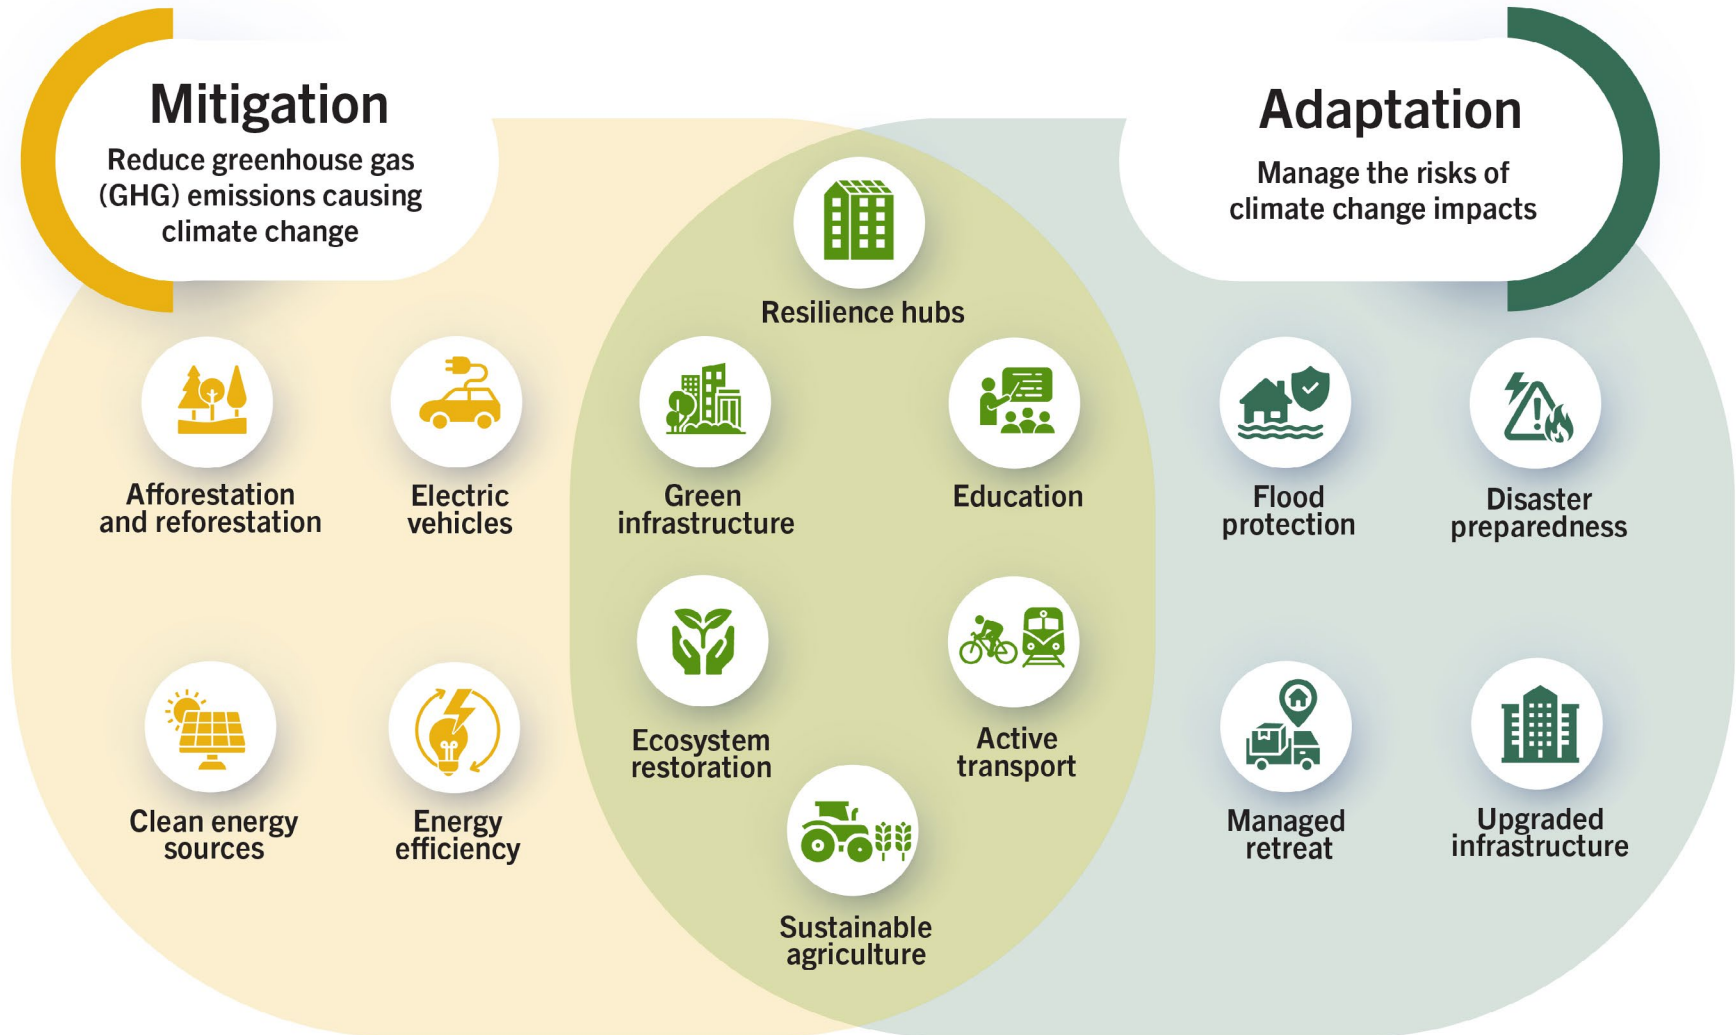 Mitigation
Reduce greenhouse gas
(GHG) emissions causing
climate change
Adaptation
Manage the risks of
climate change impacts
Resilience hubs
Afforestation
and reforestation
Electric
vehicles
Green
infrastructure
Education
Flood
protection
Disaster
preparedness
Ecosystem
restoration
Active
transport
Clean energy
sources
Energy
efficiency
Managed
retreat
Upgraded
infrastructure
Sustainable
agriculture